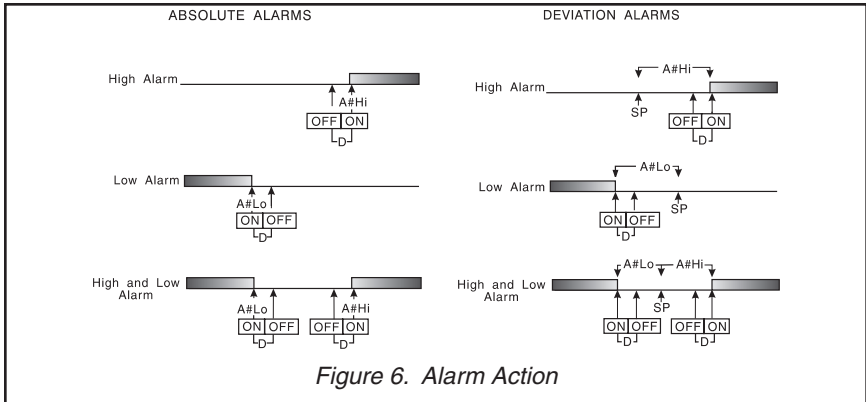 ABSOLUTE ALARMS
DEVIATION ALARMS
High Alarm
A#Hi
OFF ON
D
High Alarm
A#Hi
SP
OFF ON
D
Low Alarm
A#Lo
ON OFF
D
Low Alarm
A#Lo
SP
ON OFF
D
High and Low
Alarm
A#Lo A#Hi
ON OFF OFF ON
D D
High and Low
Alarm
A#Lo A#Hi
SP
ON OFF OFF ON
D D
Figure 6. Alarm Action